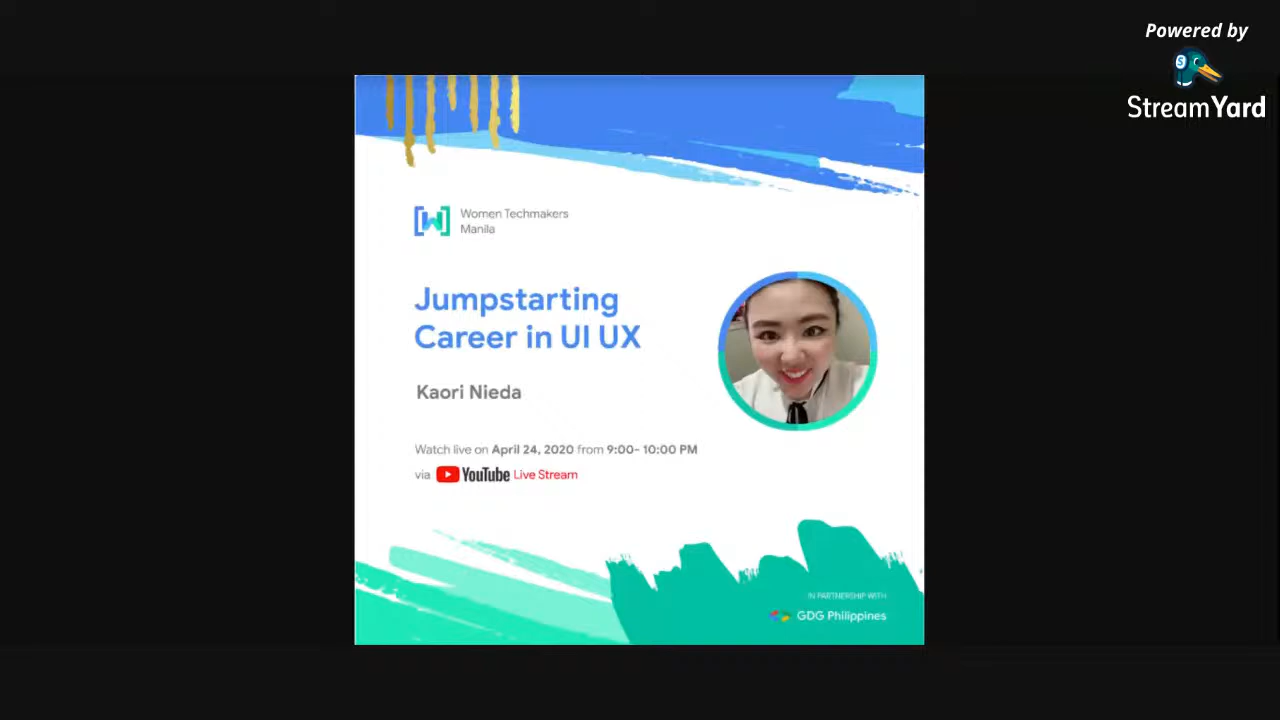 Powered by
StreamYard
Women Techmakers
Manila
Jumpstarting
Career in UI UX
Kaori Nieda
Watch live on April 24, 2020 from 9:00- 10:00 PM
via YouTube Live Stream
IN PARTNERSHIP WITH
GDG Philippines